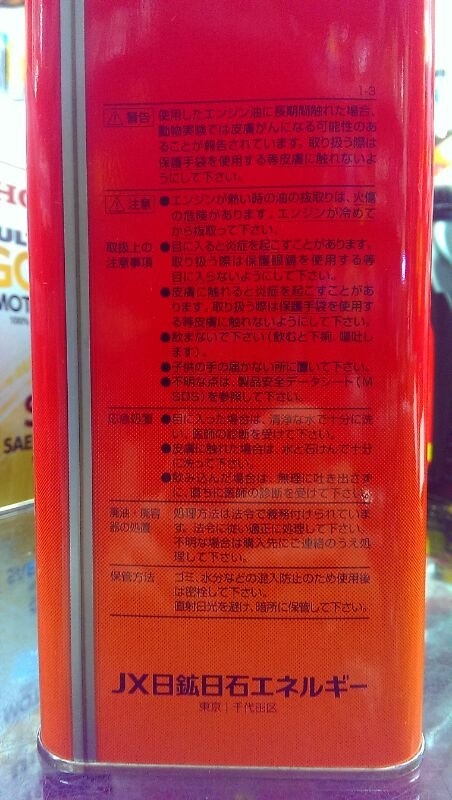 1-3
⚠警告 使用したエンジン油に長期間触れた場合、
動物実験では皮膚がんになる可能性のあ
ることが報告されています。取り扱う際は
保護手袋を使用する等皮膚に触れないよ
うにして下さい。
⚠注意 ●エンジンが熱い時の油の抜取りは、火傷
の危険があります。エンジンが冷めて
から抜取って下さい。
取扱上の ●目に入ると炎症を起こすことがあります。
注意事項 取り扱う際は保護眼鏡を使用する等
目に入らないようにして下さい。
●皮膚に触れると炎症を起こすことがあ
ります。取り扱う際は保護手袋を使用す
る等皮膚に触れないようにして下さい。
●飲まないで下さい(飲むと下痢、嘔吐し
ます)。
●子供の手の届かない所に置いて下さい。
●不明な点は、製品安全データシート(M
SDS)を参照して下さい。
応急処置 ●目に入った場合は、清浄な水で十分に洗
い、医師の診断を受けて下さい。
●皮膚に触れた場合は、水と石けんで十分
に洗って下さい。
●飲み込んだ場合は、無理に吐き出さず
に、直ちに医師の診断を受けて下さい。
廃油・廃容 処理方法は法令で義務付けられていま
器の処置 す。法令に従い適正に処理して下さい。
不明な場合は購入先にご連絡のうえ処
理して下さい。
保管方法 ゴミ、水分などの混入防止のため使用後
は密栓して下さい。
直射日光を避け、暗所に保管して下さい。
JX日鉱日石エネルギー
東京 千代田区
HO
GO
MOT
100%
SAE